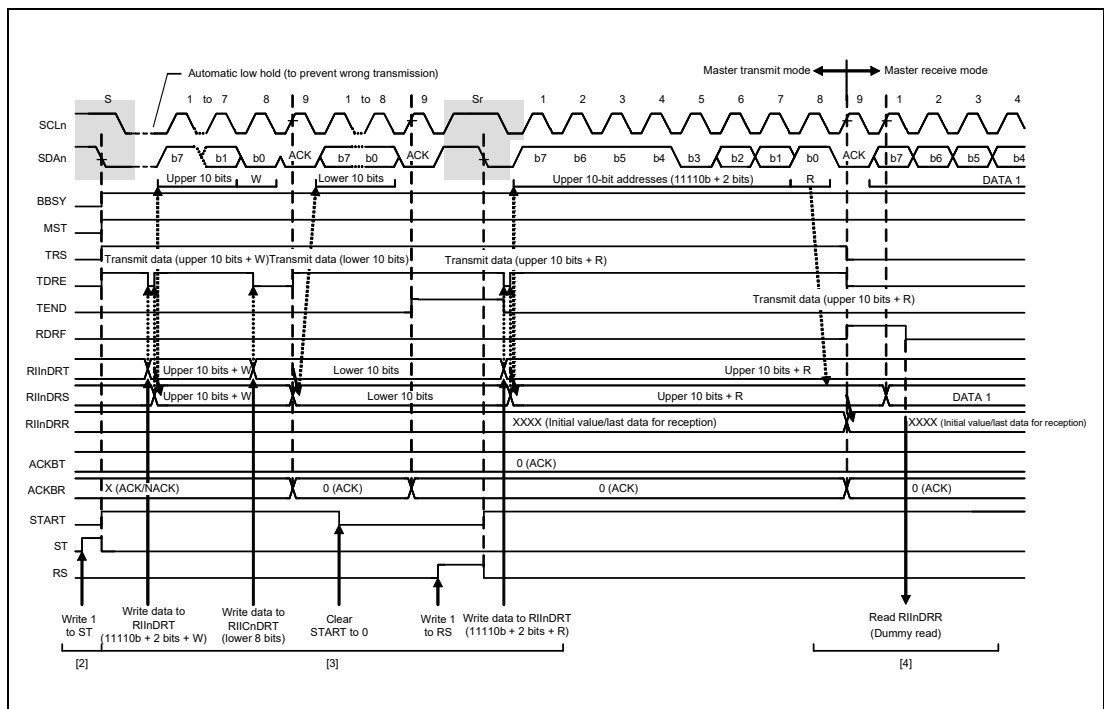 Automatic low hold (to prevent wrong transmission)
Master transmit mode
Master receive mode
S
1 to 7 8 9 1 to 8 9 Sr 1 2 3 4 5 6 7 8 9 1 2 3 4
SCLn
SDAn
b7 b1 b0 ACK b7 b0 ACK b7 b6 b5 b4 b3 b2 b1 b0 ACK b7 b6 b5 b4
Upper 10 bits W Lower 10 bits Upper 10-bit addresses (11110b + 2 bits) R DATA 1
BBSY
MST
TRS
Transmit data (upper 10 bits + W) Transmit data (lower 10 bits) Transmit data (upper 10 bits + R)
TDRE
Transmit data (upper 10 bits + R)
TEND
RDRF
RIInDRT Upper 10 bits + W Lower 10 bits Upper 10 bits + R
RIInDRS Upper 10 bits + W Lower 10 bits Upper 10 bits + R DATA 1
RIInDRR XXXX (Initial value/last data for reception) XXXX (Initial value/last data for reception)
ACKBT 0 (ACK)
ACKBR X (ACK/NACK) 0 (ACK) 0 (ACK) 0 (ACK)
START
ST
RS
Write 1
to ST
Write data to
RIInDRT
(11110b + 2 bits + W)
Write data to
RIICnDRT
(lower 8 bits)
Clear
START to 0
Write 1
to RS
Write data to RIInDRT
(11110b + 2 bits + R)
Read RIInDRR
(Dummy read)
[2] [3] [4]